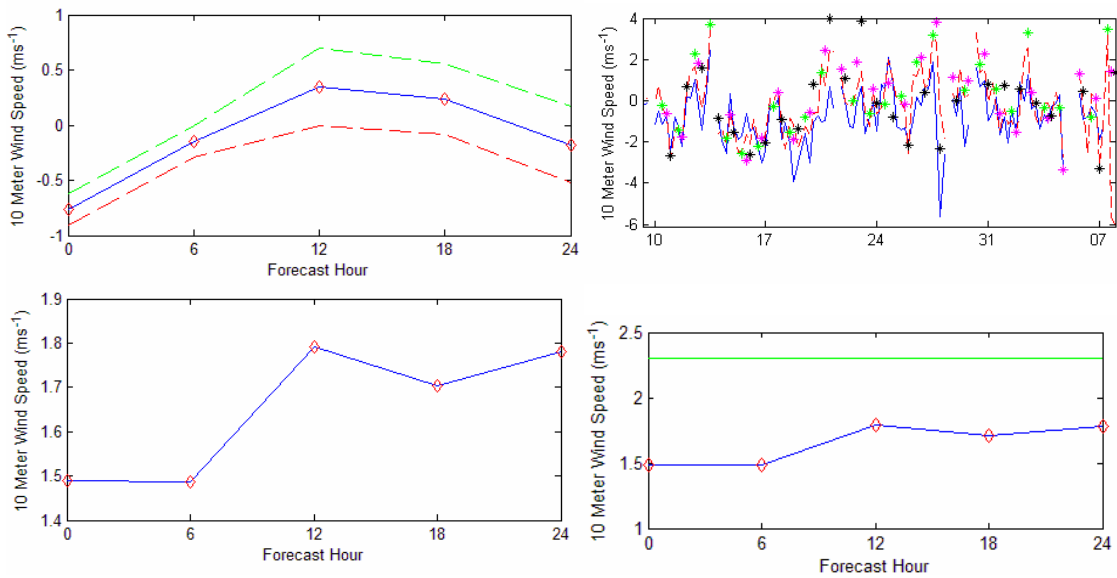 10 Meter Wind Speed (ms⁻¹)
1
0.5
0
-0.5
-1
0 6 12 18 24
Forecast Hour
10 Meter Wind Speed (ms⁻¹)
4
2
0
-2
-4
-6
10 17 24 31 07
10 Meter Wind Speed (ms⁻¹)
1.9
1.8
1.7
1.6
1.5
1.4
0 6 12 18 24
Forecast Hour
10 Meter Wind Speed (ms⁻¹)
2.5
2
1.5
1
0 6 12 18 24
Forecast Hour